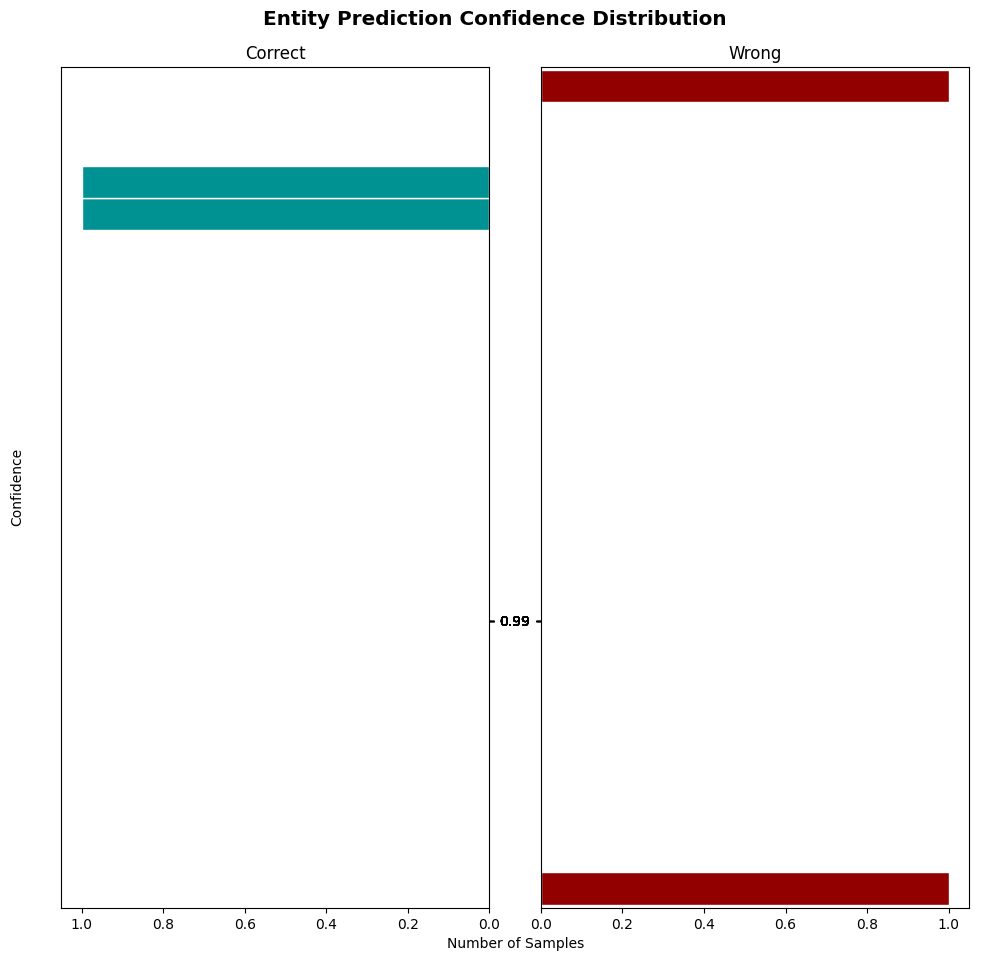 Entity Prediction Confidence Distribution
Correct
Wrong
Confidence
0.99
1.0 0.8 0.6 0.4 0.2 0.0
0.0 0.2 0.4 0.6 0.8 1.0
Number of Samples